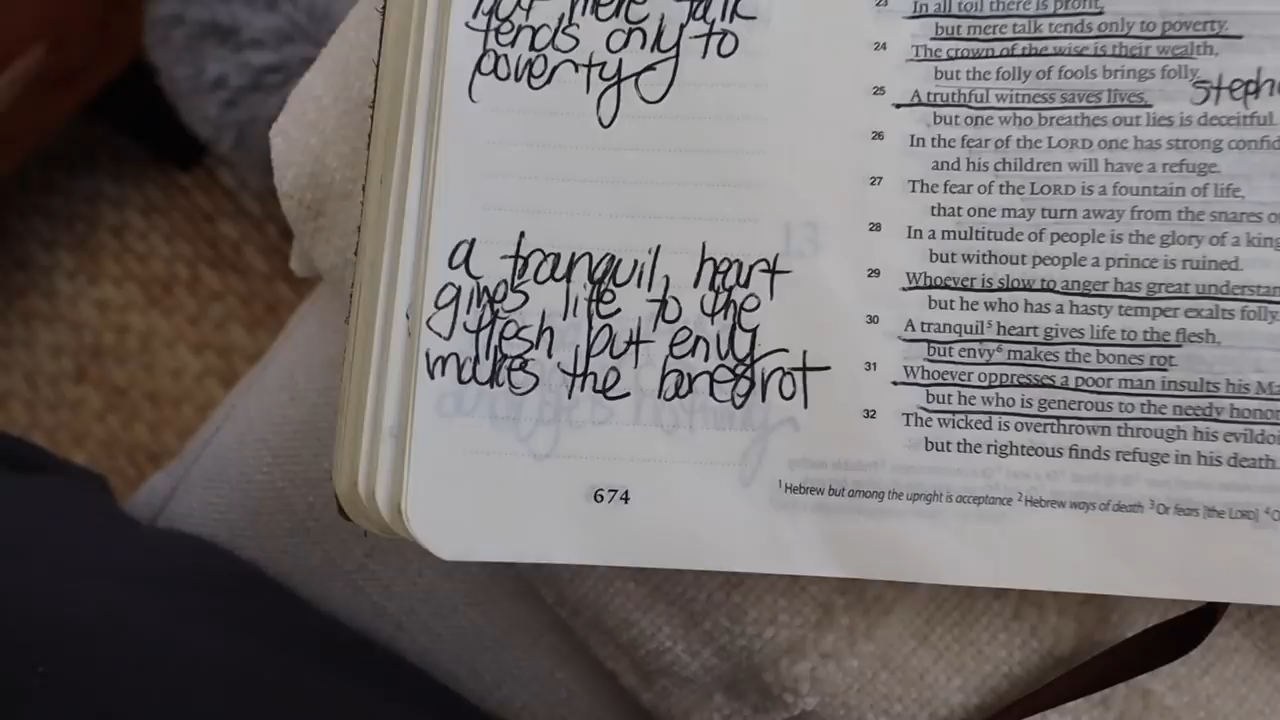 but mere talk
tends only to
poverty
a tranquil heart
gives life to the
flesh but envy
makes the bones rot
674
23 In all toil there is profit,
but mere talk tends only to poverty.
24 The crown of the wise is their wealth,
but the folly of fools brings folly.
25 A truthful witness saves lives,
but one who breathes out lies is deceitful.
26 In the fear of the LORD one has strong confid
and his children will have a refuge.
27 The fear of the LORD is a fountain of life,
that one may turn away from the snares o
28 In a multitude of people is the glory of a king
but without people a prince is ruined.
29 Whoever is slow to anger has great understan
but he who has a hasty temper exalts folly.
30 A tranquil⁵ heart gives life to the flesh,
but envy⁶ makes the bones rot.
31 Whoever oppresses a poor man insults his M
but he who is generous to the needy honor
32 The wicked is overthrown through his evildo
but the righteous finds refuge in his death.
Steph
¹ Hebrew but among the upright is acceptance ² Hebrew ways of death ³ Or fears [the LORD] ⁴ O